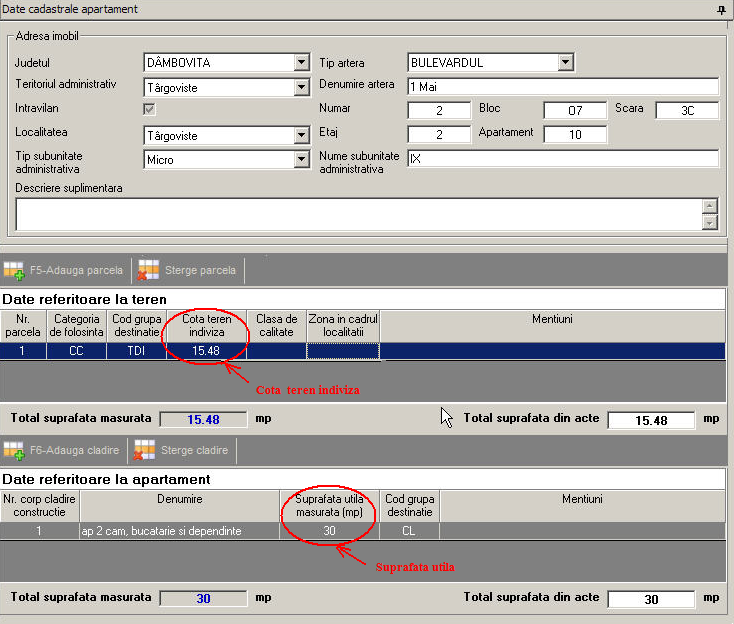 Date cadastrale apartament
Adresa imobil
Judetul DÂMBOVITA Tip artera BULEVARDUL
Teritoriul administrativ Târgoviste Denumire artera 1 Mai
Intravilan Numar 2 Bloc O7 Scara 3C
Localitatea Târgoviste Etaj 2 Apartament 10
Tip subunitate administrativa Micro Nume subunitate administrativa IX
Descriere suplimentara
F5-Adauga parcela Sterge parcela
Date referitoare la teren
Nr. parcela Categoria de folosinta Cod grupa destinatie Cota teren indiviza Clasa de calitate Zona in cadrul localitatii Mentiuni
1 CC TDI 15.48
Cota teren indiviza
Total suprafata masurata 15.48 mp Total suprafata din acte 15.48 mp
F6-Adauga cladire Sterge cladire
Date referitoare la apartament
Nr. corp cladire constructie Denumire Suprafata utila masurata (mp) Cod grupa destinatie Mentiuni
1 ap 2 cam, bucatarie si dependinte 30 CL
Suprafata utila
Total suprafata masurata 30 mp Total suprafata din acte 30 mp